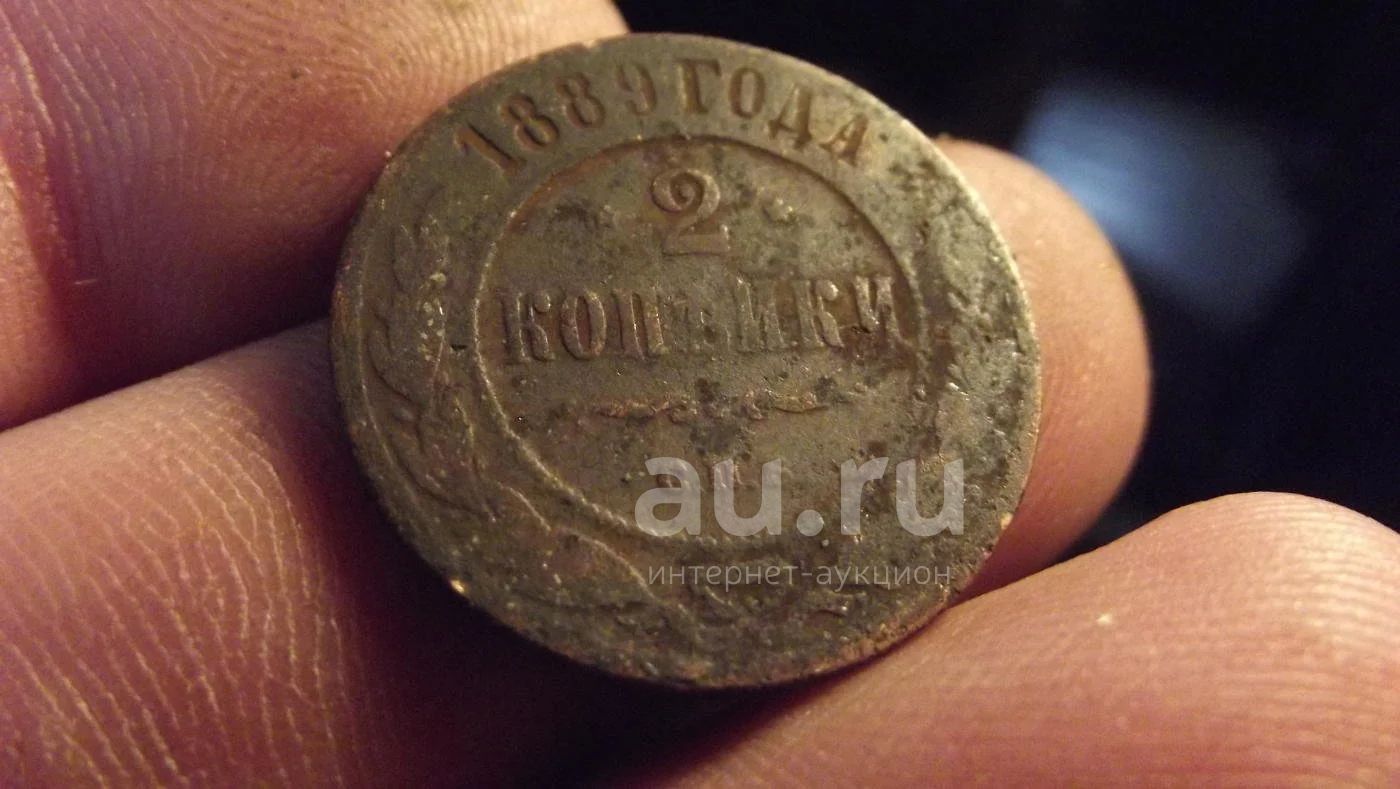 1889 ГОДА
2
КОПѢЙКИ
au.ru
интернет-аукцион